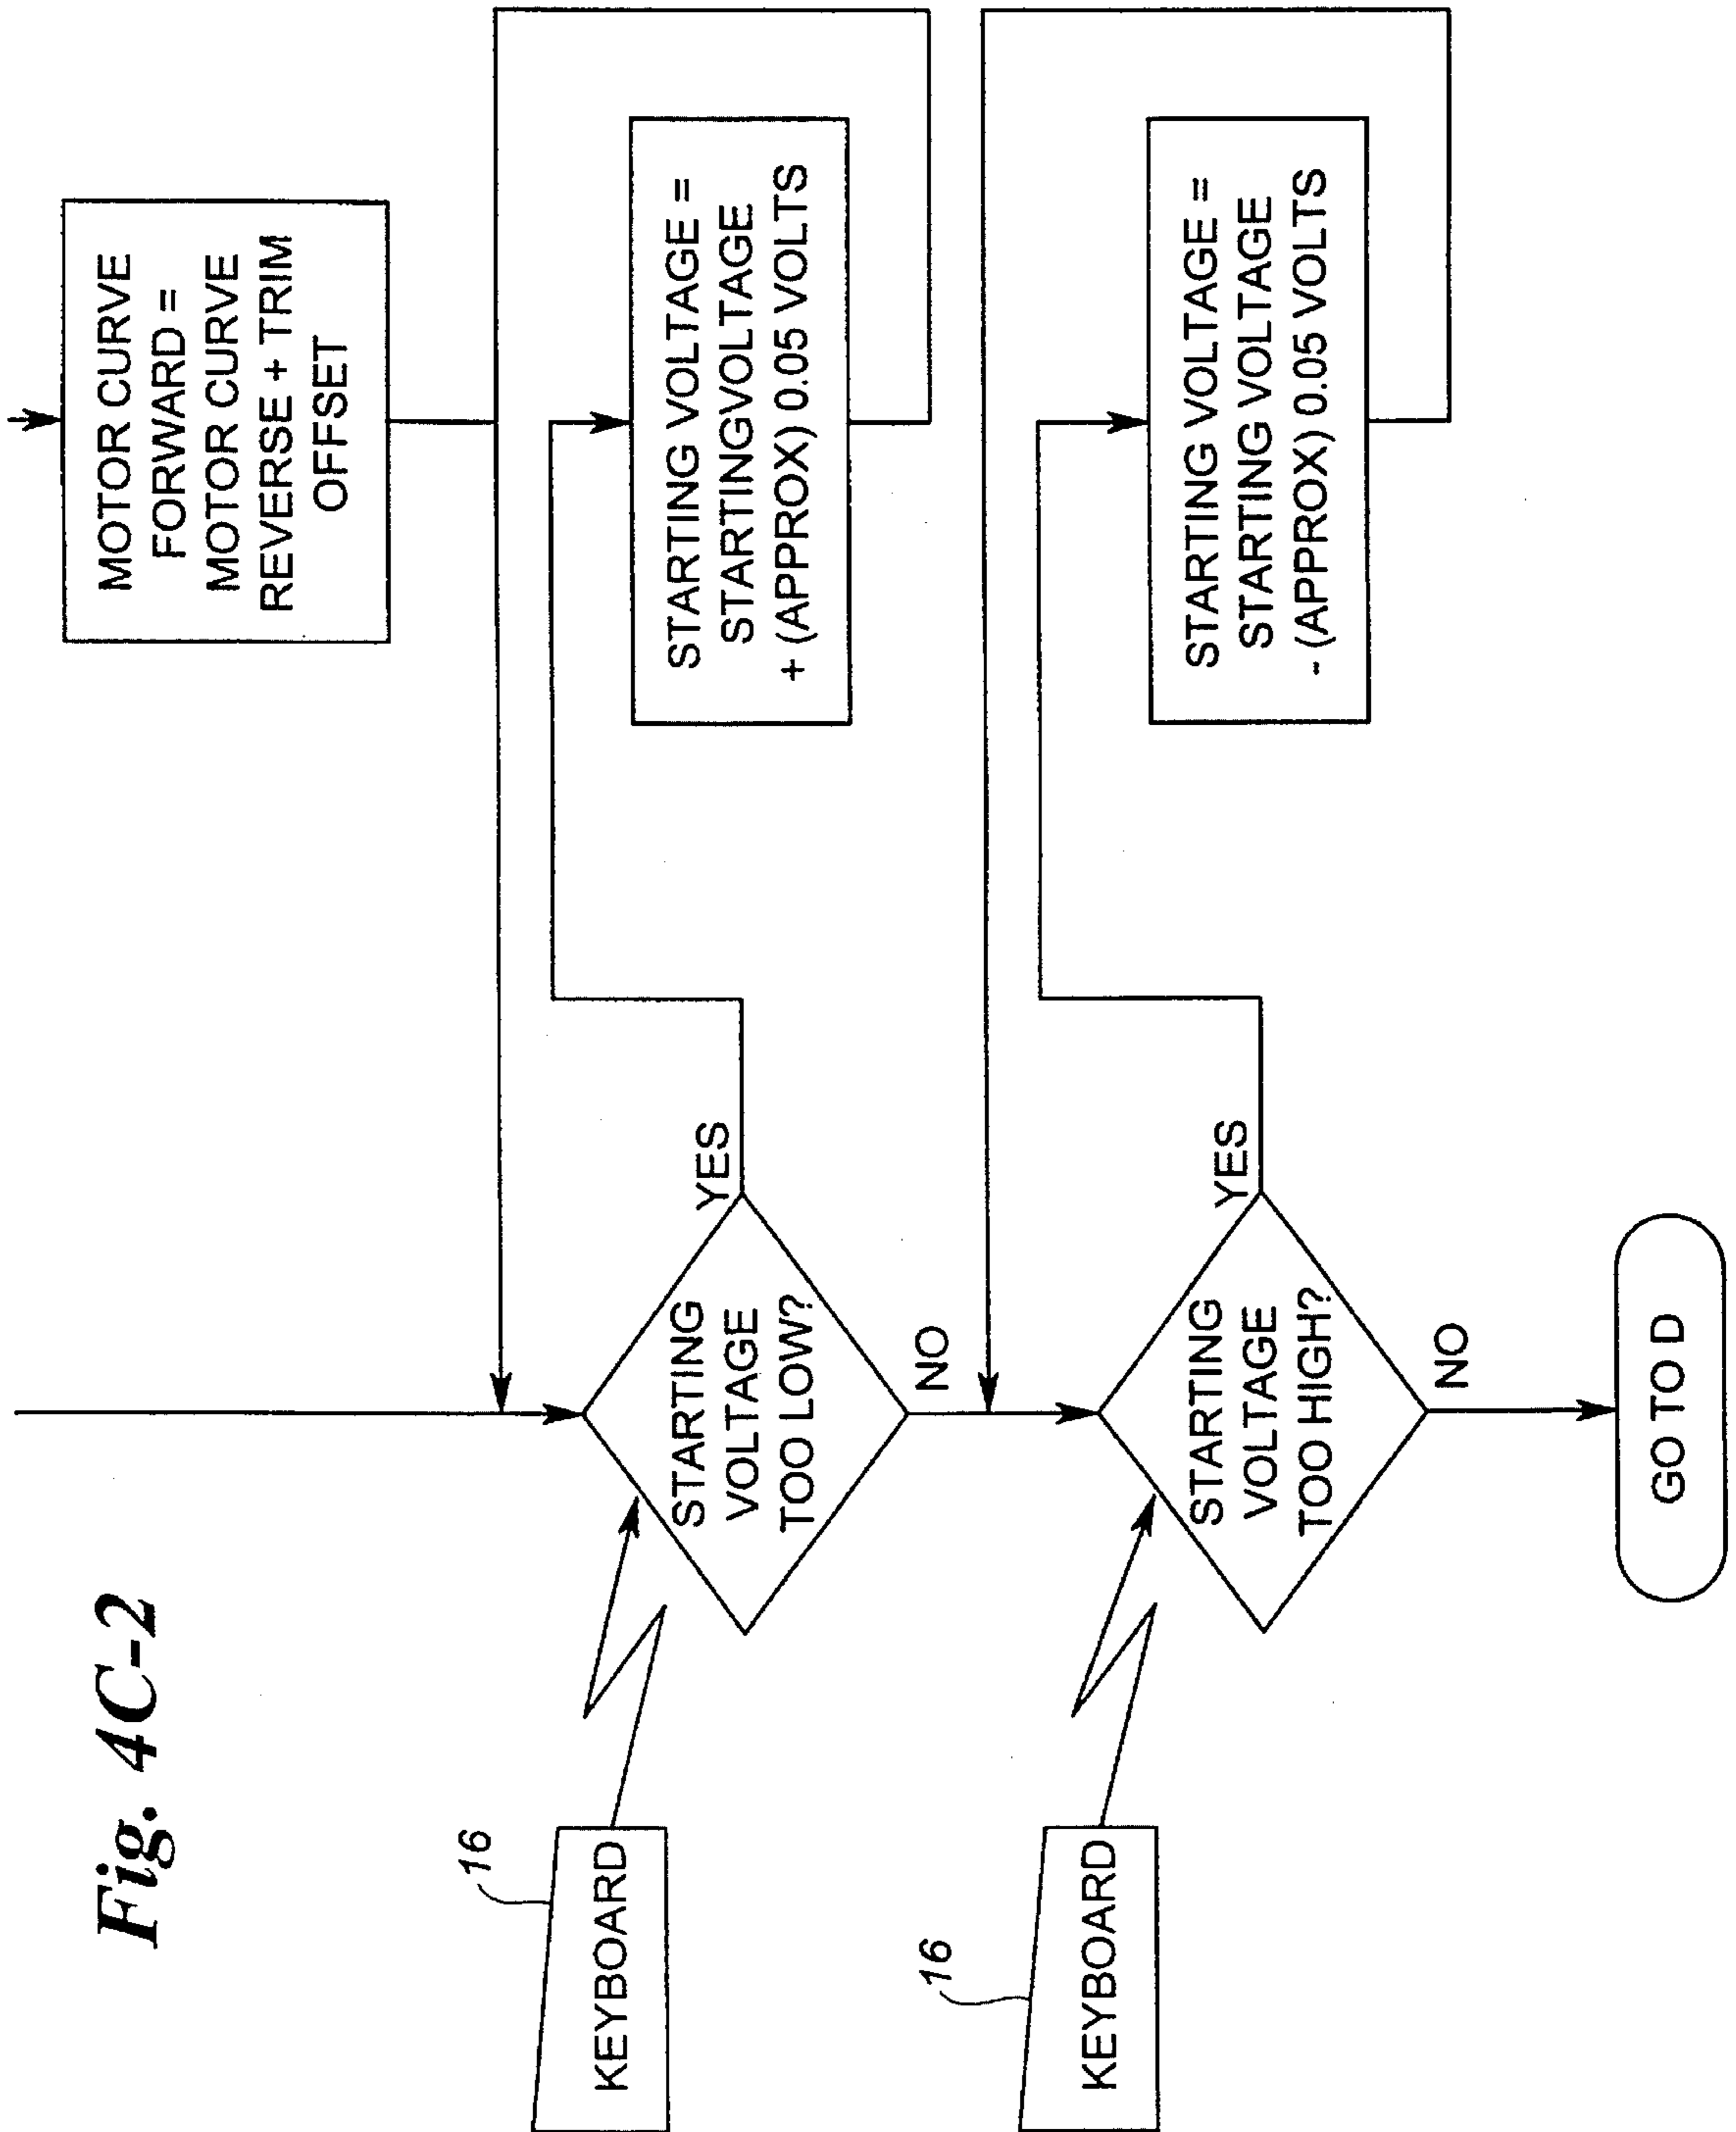 Fig. 4C-2
MOTOR CURVE
FORWARD =
MOTOR CURVE
REVERSE + TRIM
OFFSET
16
KEYBOARD
STARTING
VOLTAGE
TOO LOW?
YES
NO
STARTING VOLTAGE =
STARTINGVOLTAGE
+ (APPROX) 0.05 VOLTS
16
KEYBOARD
STARTING
VOLTAGE
TOO HIGH?
YES
NO
STARTING VOLTAGE =
STARTING VOLTAGE
- (APPROX) 0.05 VOLTS
GO TO D